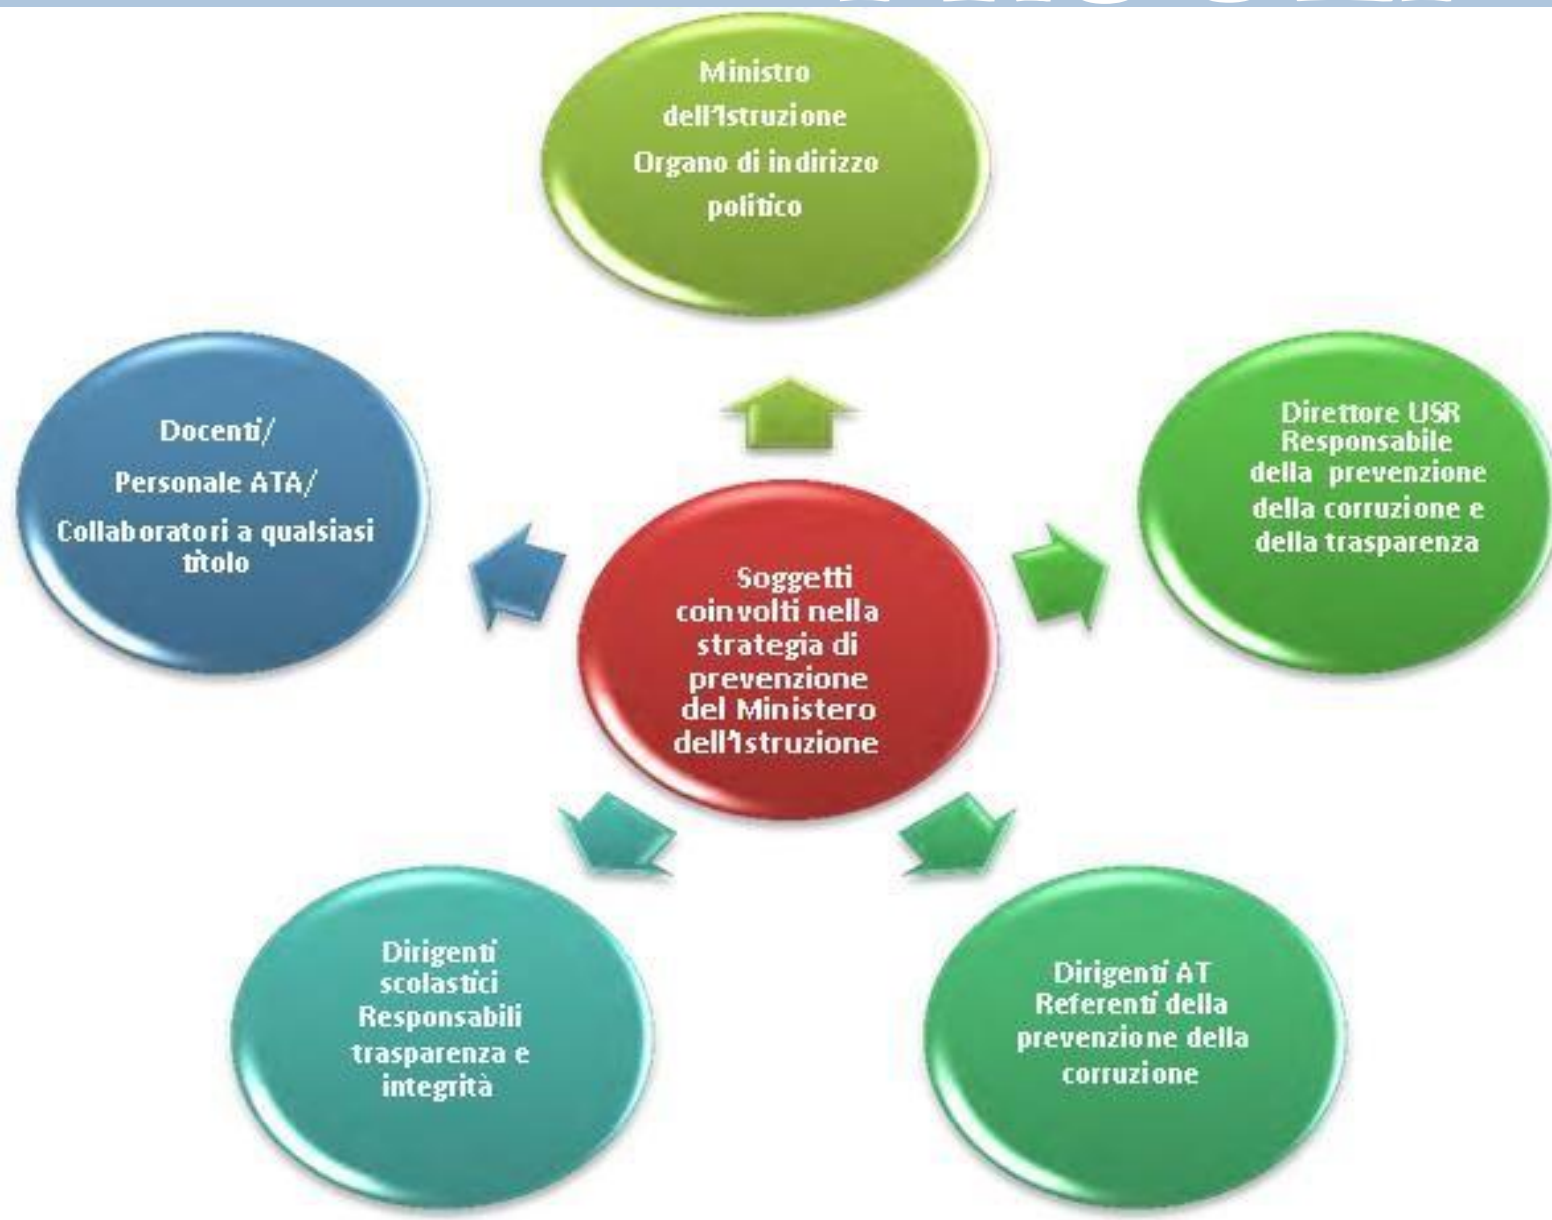 Ministro
dell'Istruzione
Organo di indirizzo
politico
Direttore USR
Responsabile
della prevenzione
della corruzione e
della trasparenza
Docenti/
Personale ATA/
Collaboratori a qualsiasi
titolo
Soggetti
coinvolti nella
strategia di
prevenzione
del Ministero
dell'Istruzione
Dirigenti
scolastici
Responsabili
trasparenza e
integrità
Dirigenti AT
Referenti della
prevenzione della
corruzione